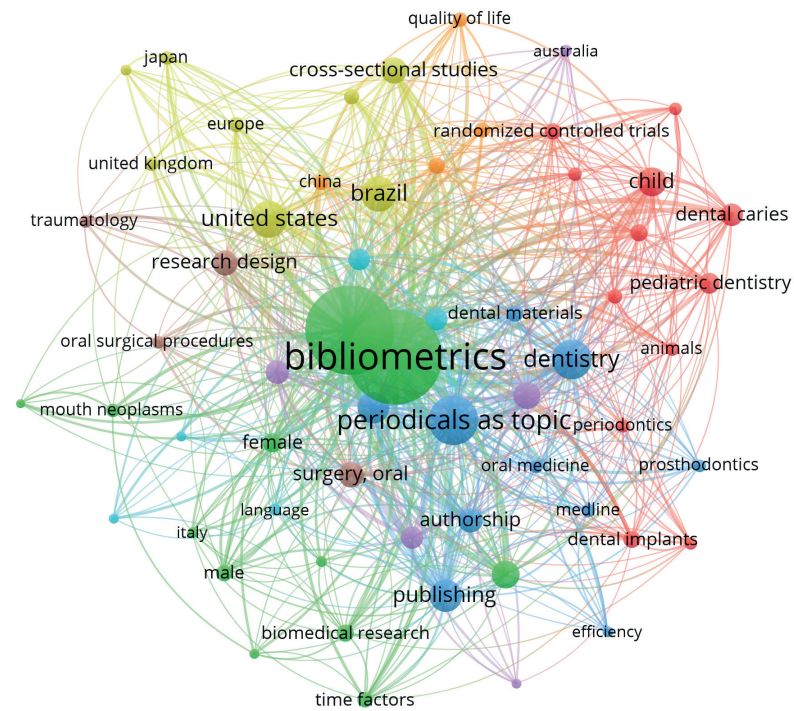 quality of life
australia
japan
cross-sectional studies
europe
randomized controlled trials
united kingdom
china
brazil
child
traumatology
united states
dental caries
research design
pediatric dentistry
dental materials
oral surgical procedures
bibliometrics
dentistry
animals
mouth neoplasms
periodicals as topic
periodontics
female
surgery, oral
oral medicine
prosthodontics
language
authorship
medline
italy
dental implants
male
publishing
biomedical research
efficiency
time factors